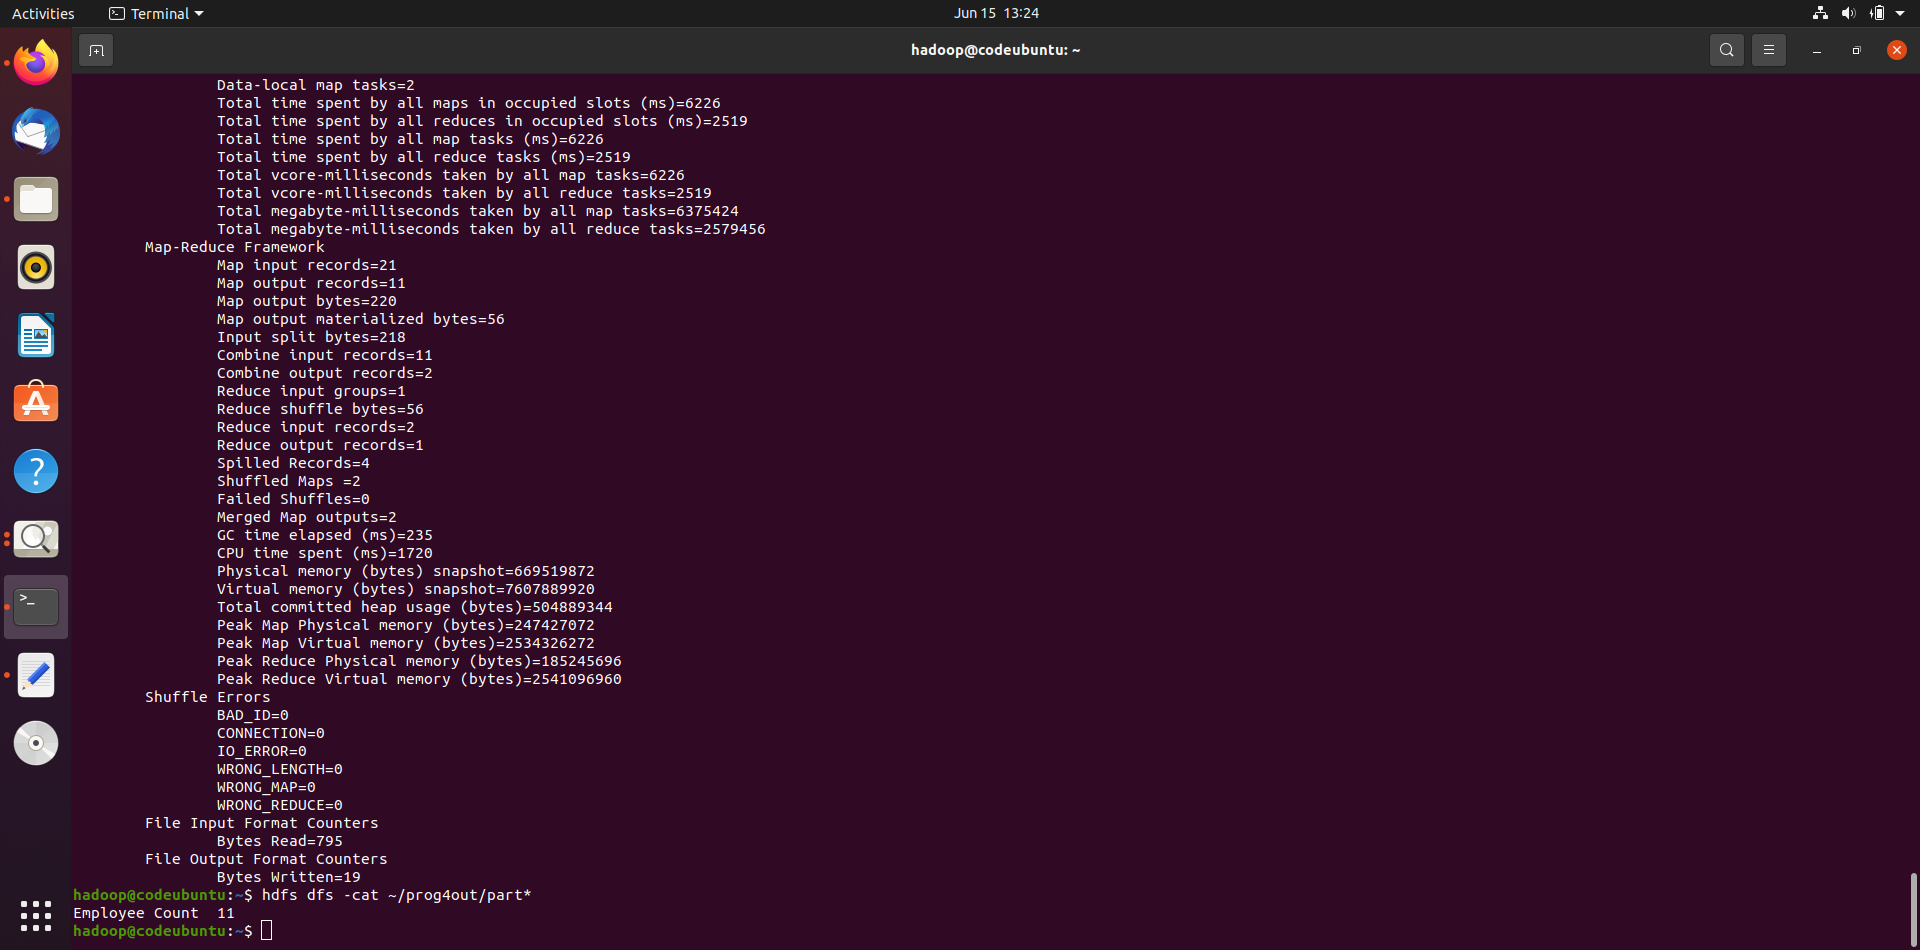 Activities
Terminal
Jun 15 13:24
hadoop@codeubuntu: ~
Data-local map tasks=2
Total time spent by all maps in occupied slots (ms)=6226
Total time spent by all reduces in occupied slots (ms)=2519
Total time spent by all map tasks (ms)=6226
Total time spent by all reduce tasks (ms)=2519
Total vcore-milliseconds taken by all map tasks=6226
Total vcore-milliseconds taken by all reduce tasks=2519
Total megabyte-milliseconds taken by all map tasks=6375424
Total megabyte-milliseconds taken by all reduce tasks=2579456
Map-Reduce Framework
Map input records=21
Map output records=11
Map output bytes=220
Map output materialized bytes=56
Input split bytes=218
Combine input records=11
Combine output records=2
Reduce input groups=1
Reduce shuffle bytes=56
Reduce input records=2
Reduce output records=1
Spilled Records=4
Shuffled Maps =2
Failed Shuffles=0
Merged Map outputs=2
GC time elapsed (ms)=235
CPU time spent (ms)=1720
Physical memory (bytes) snapshot=669519872
Virtual memory (bytes) snapshot=7607889920
Total committed heap usage (bytes)=504889344
Peak Map Physical memory (bytes)=247427072
Peak Map Virtual memory (bytes)=2534326272
Peak Reduce Physical memory (bytes)=185245696
Peak Reduce Virtual memory (bytes)=2541096960
Shuffle Errors
BAD_ID=0
CONNECTION=0
IO_ERROR=0
WRONG_LENGTH=0
WRONG_MAP=0
WRONG_REDUCE=0
File Input Format Counters
Bytes Read=795
File Output Format Counters
Bytes Written=19
hadoop@codeubuntu:~$ hdfs dfs -cat ~/prog4out/part*
Employee Count  11
hadoop@codeubuntu:~$